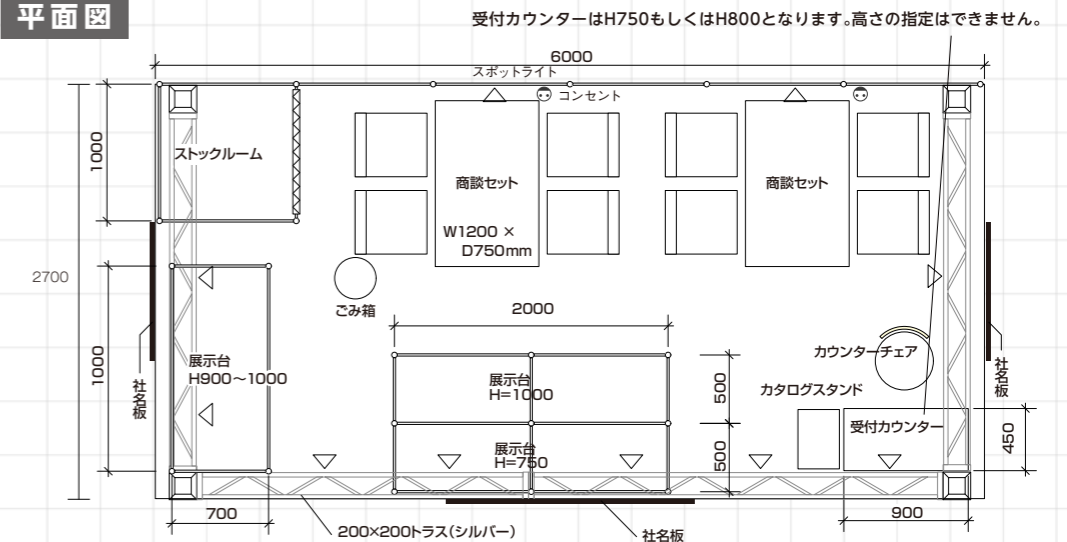 平面図
受付カウンターはH750もしくはH800となります。高さの指定はできません。
6000
スポットライト
コンセント
1000
ストックルーム
商談セット
商談セット
W1200 ×
D750mm
2700
ごみ箱
2000
1000
展示台
H900～1000
社名板
展示台
H=1000
500
カウンターチェア
社名板
カタログスタンド
受付カウンター
450
展示台
H=750
500
700
200×200トラス(シルバー)
社名板
900